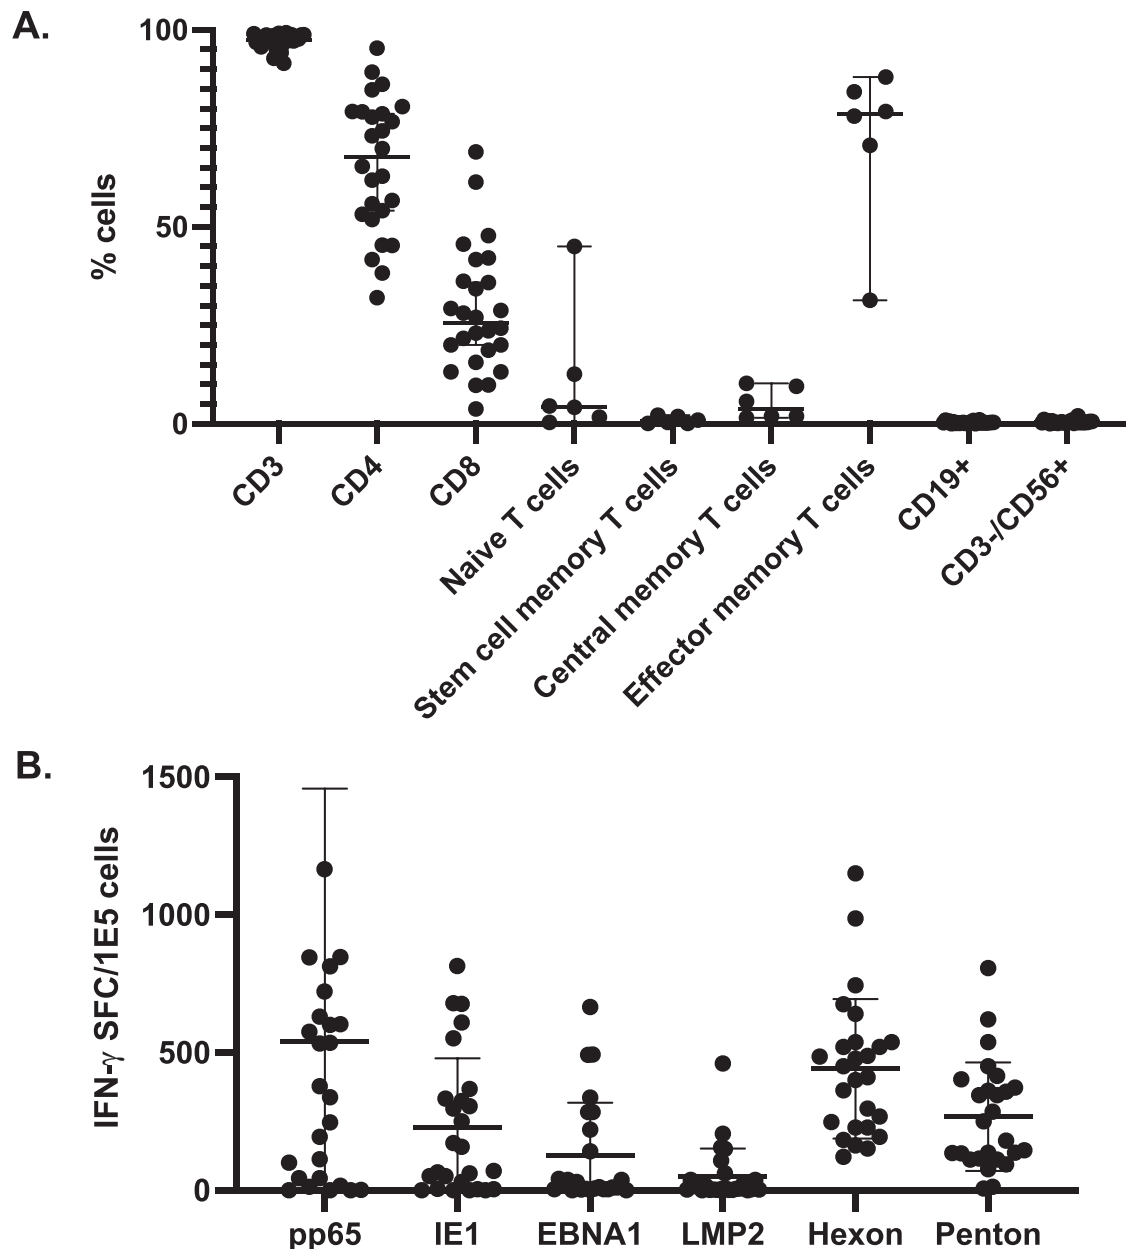 A.
% cells
100
50
0
CD3
CD4
CD8
Naive T cells
Stem cell memory T cells
Central memory T cells
Effector memory T cells
CD19+
CD3-/CD56+
B.
IFN-γ SFC/1E5 cells
1500
1000
500
0
pp65
IE1
EBNA1
LMP2
Hexon
Penton